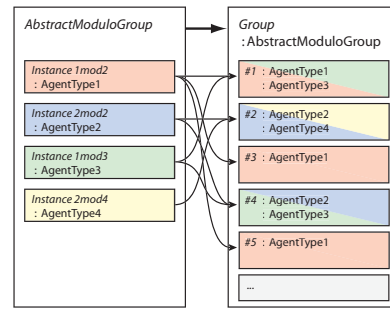 AbstractModuloGroup
Instance 1mod2
: AgentType1
Instance 2mod2
: AgentType2
Instance 1mod3
: AgentType3
Instance 2mod4
: AgentType4
Group
: AbstractModuloGroup
#1 : AgentType1
: AgentType3
#2 : AgentType2
: AgentType4
#3 : AgentType1
#4 : AgentType2
: AgentType3
#5 : AgentType1
...